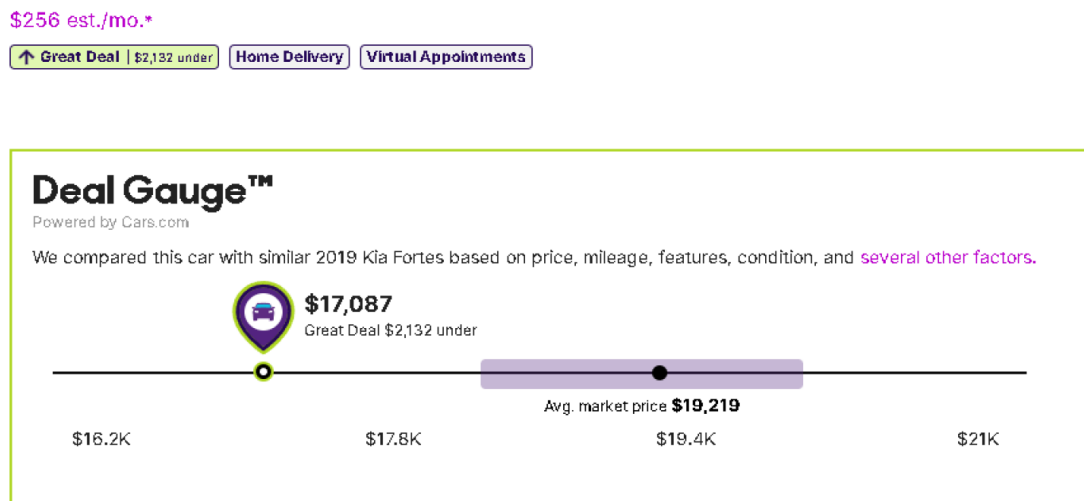 $256 est./mo.*
Great Deal | $2,132 under Home Delivery Virtual Appointments
Deal Gauge™
Powered by Cars.com
We compared this car with similar 2019 Kia Fortes based on price, mileage, features, condition, and several other factors.
$17,087
Great Deal $2,132 under
Avg. market price $19,219
$16.2K $17.8K $19.4K $21K